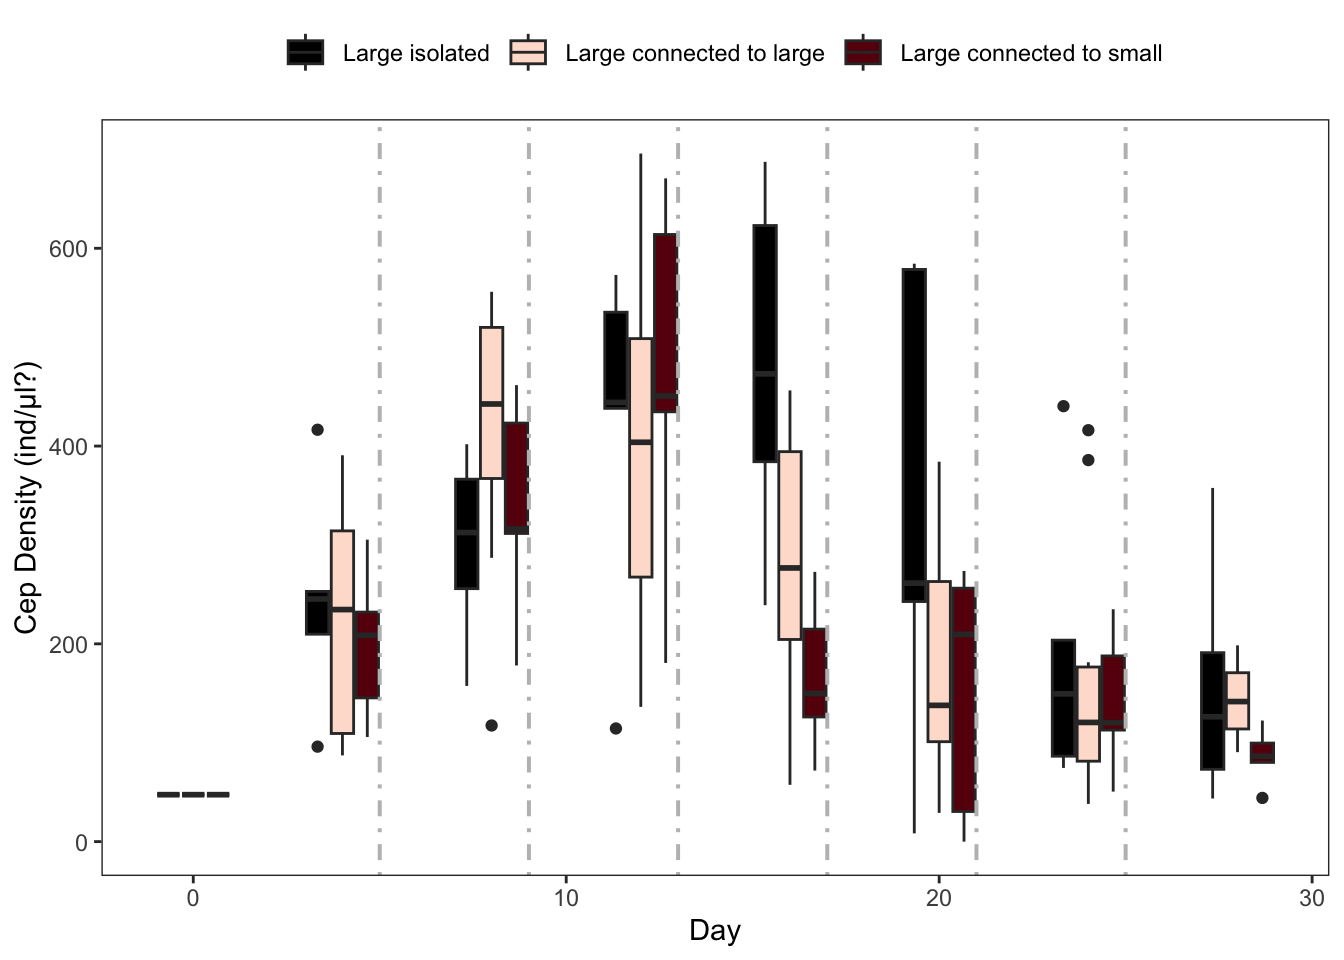 Large isolated Large connected to large Large connected to small
Cep Density (ind/µl?)
600
400
200
0
0 10 20 30
Day